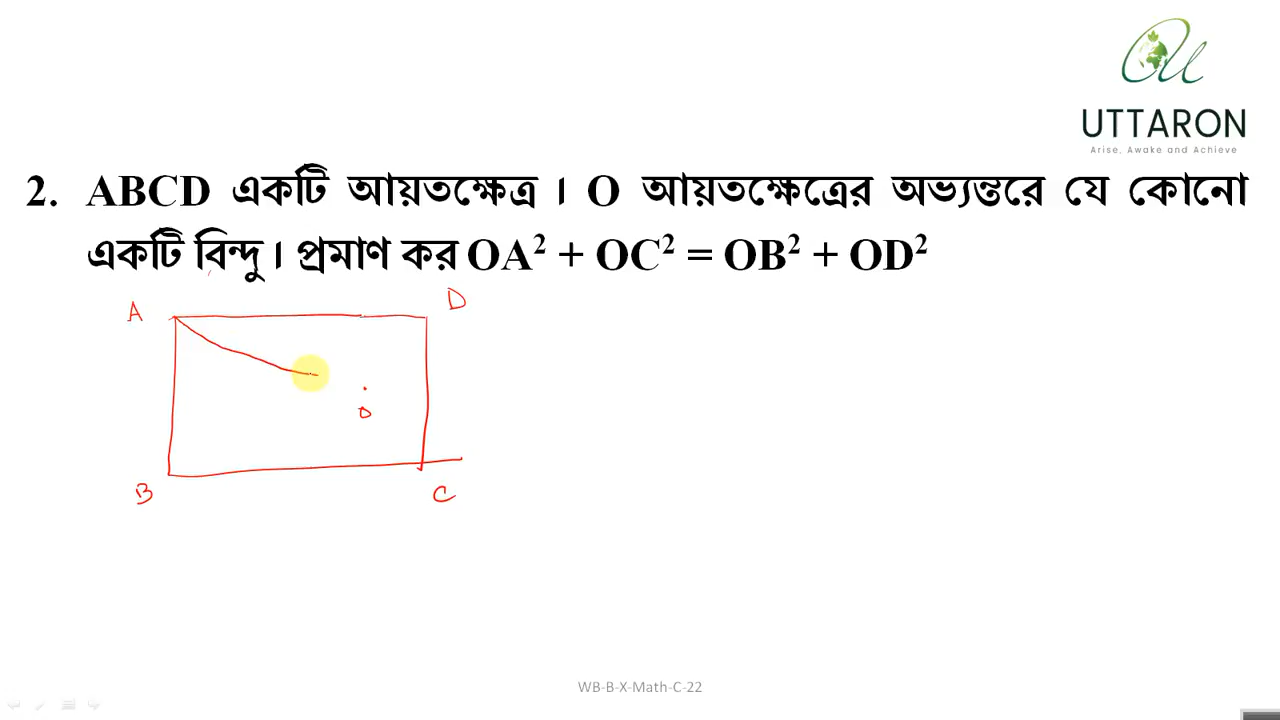 UTTARON
Arise, Awake and Achieve
2. ABCD একটি আয়তক্ষেত্র । O আয়তক্ষেত্রের অভ্যন্তরে যে কোনো
একটি বিন্দু । প্রমাণ কর OA² + OC² = OB² + OD²
A D
O
B C
WB-B-X-Math-C-22